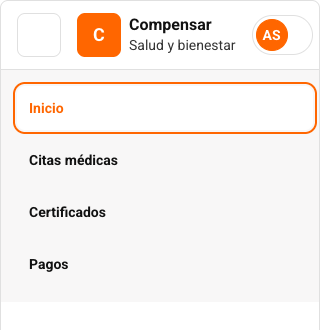 C
Compensar
Salud y bienestar
AS
Inicio
Citas médicas
Certificados
Pagos